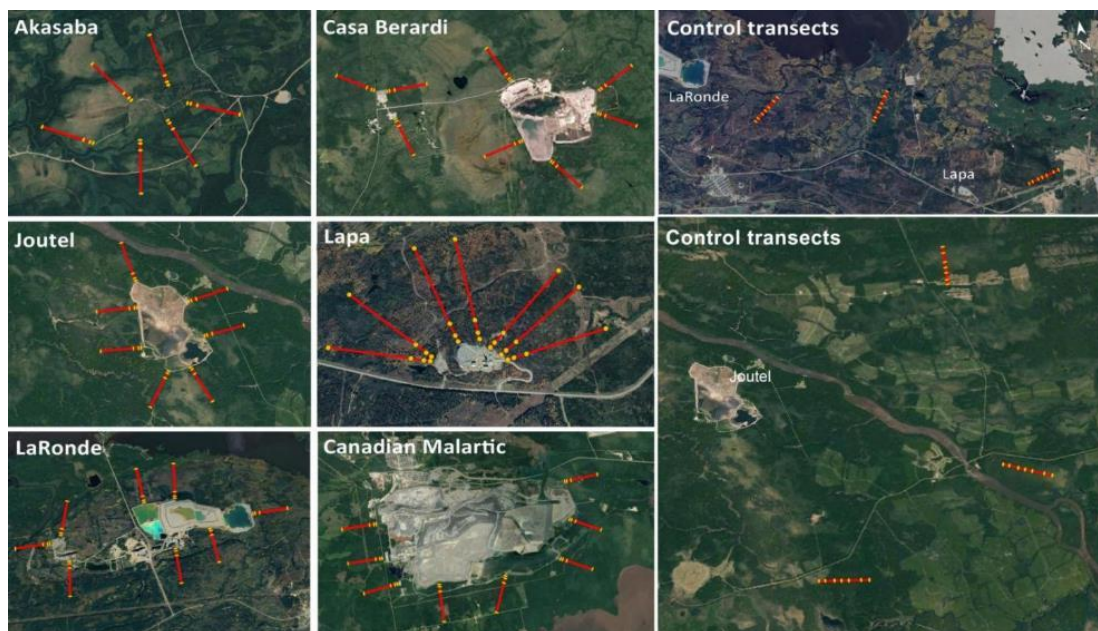 Akasaba
Casa Berardi
Control transects
N
LaRonde
Lapa
Joutel
Lapa
Control transects
Joutel
LaRonde
Canadian Malartic